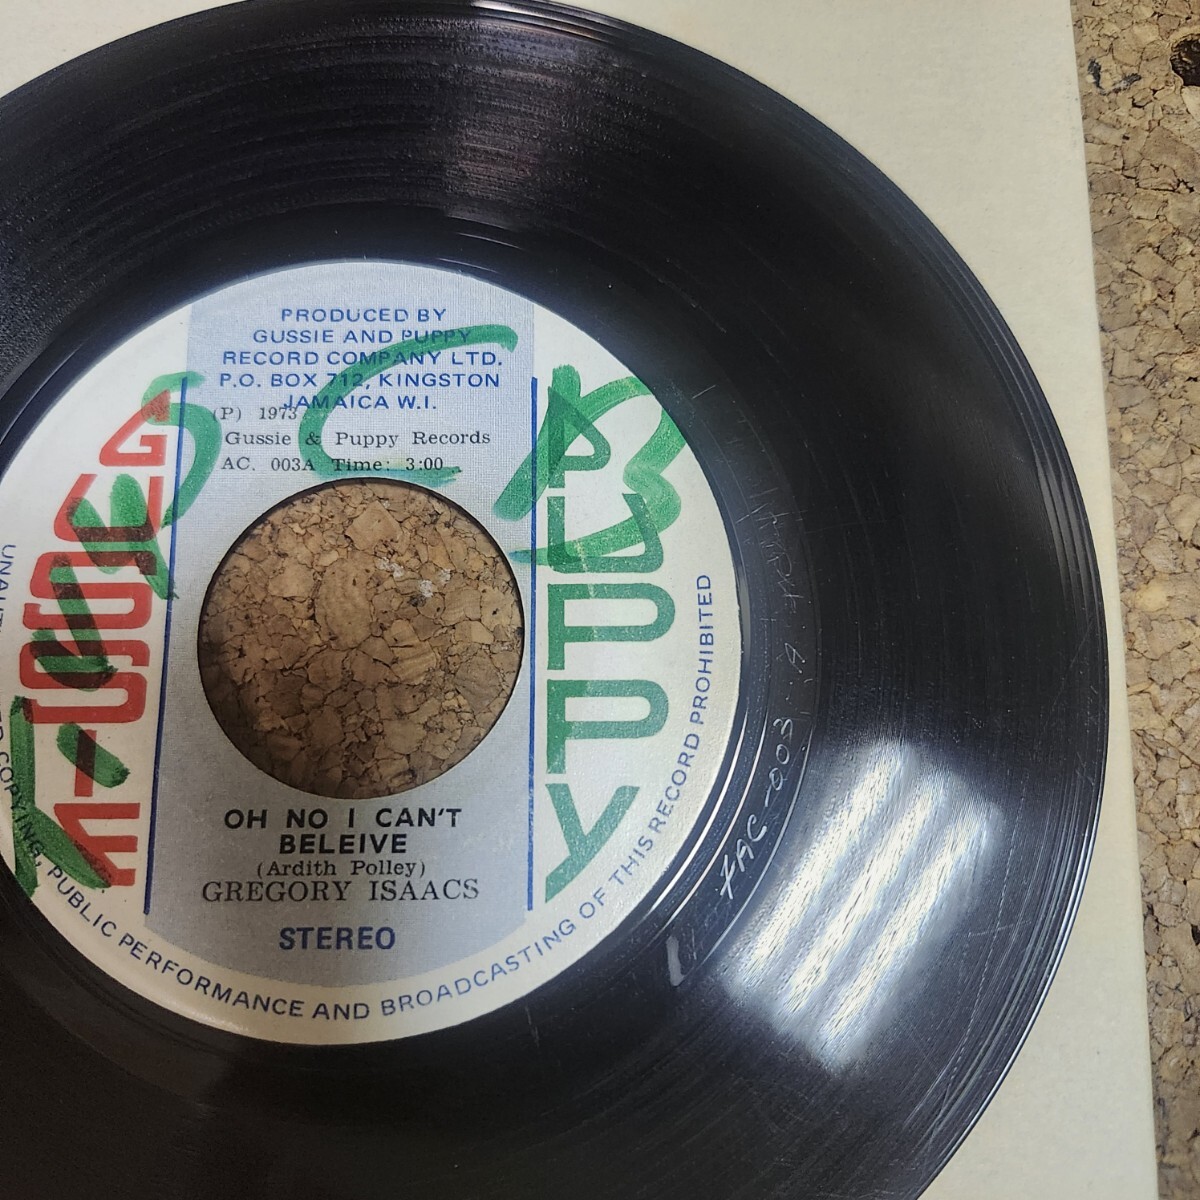 PRODUCED BY
GUSSIE AND PUPPY
RECORD COMPANY LTD.
P.O. BOX 712, KINGSTON
JAMAICA W.I.
(P) 1973
Gussie & Puppy Records
AC. 003A Time: 3:00
PUPPY
OH NO I CAN'T
BELEIVE
(Ardith Polley)
GREGORY ISAACS
STEREO
COPYING, PUBLIC PERFORMANCE AND BROADCASTING OF THIS RECORD PROHIBITED
FAC-003-A